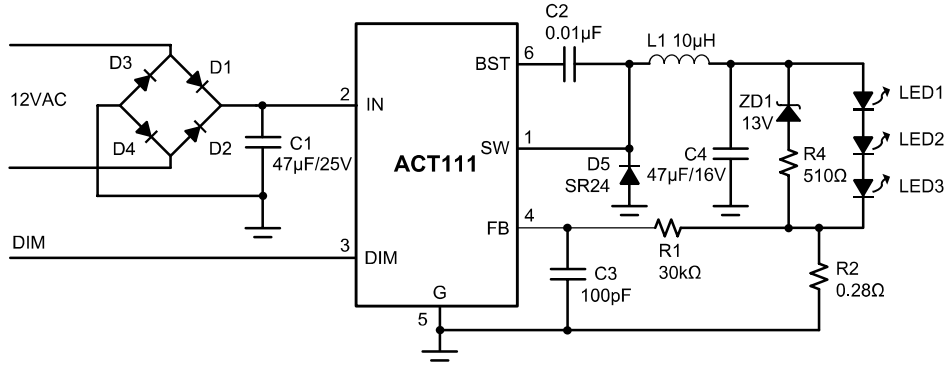 C2
0.01µF
D3
D1
12VAC
D4
D2
C1
47µF/25V
2
IN
ACT111
BST
6
SW
1
L1 10µH
ZD1
13V
LED1
LED2
LED3
D5
SR24
C4
47µF/16V
R4
510Ω
DIM
3
DIM
FB
4
R1
30kΩ
C3
100pF
R2
0.28Ω
G
5